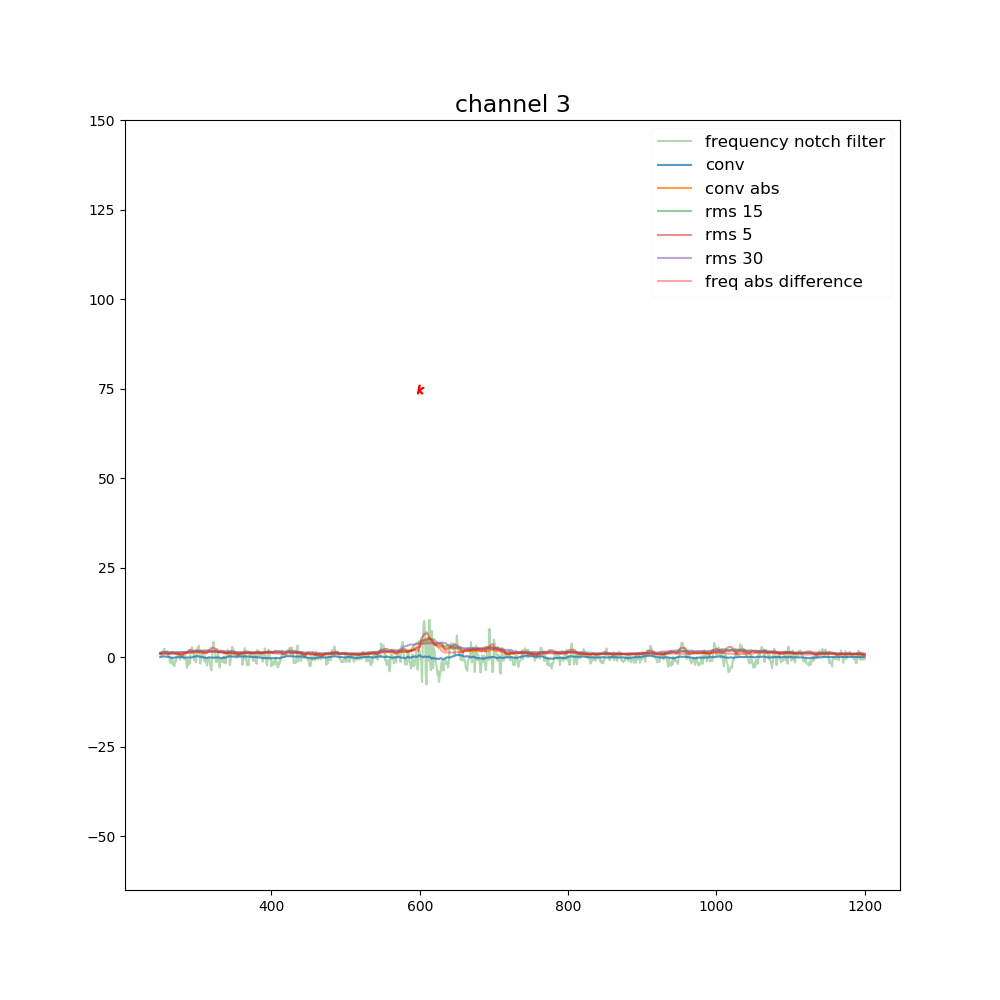 channel 3
150
125
100
75
50
25
0
−25
−50
frequency notch filter
conv
conv abs
rms 15
rms 5
rms 30
freq abs difference
k
400 600 800 1000 1200